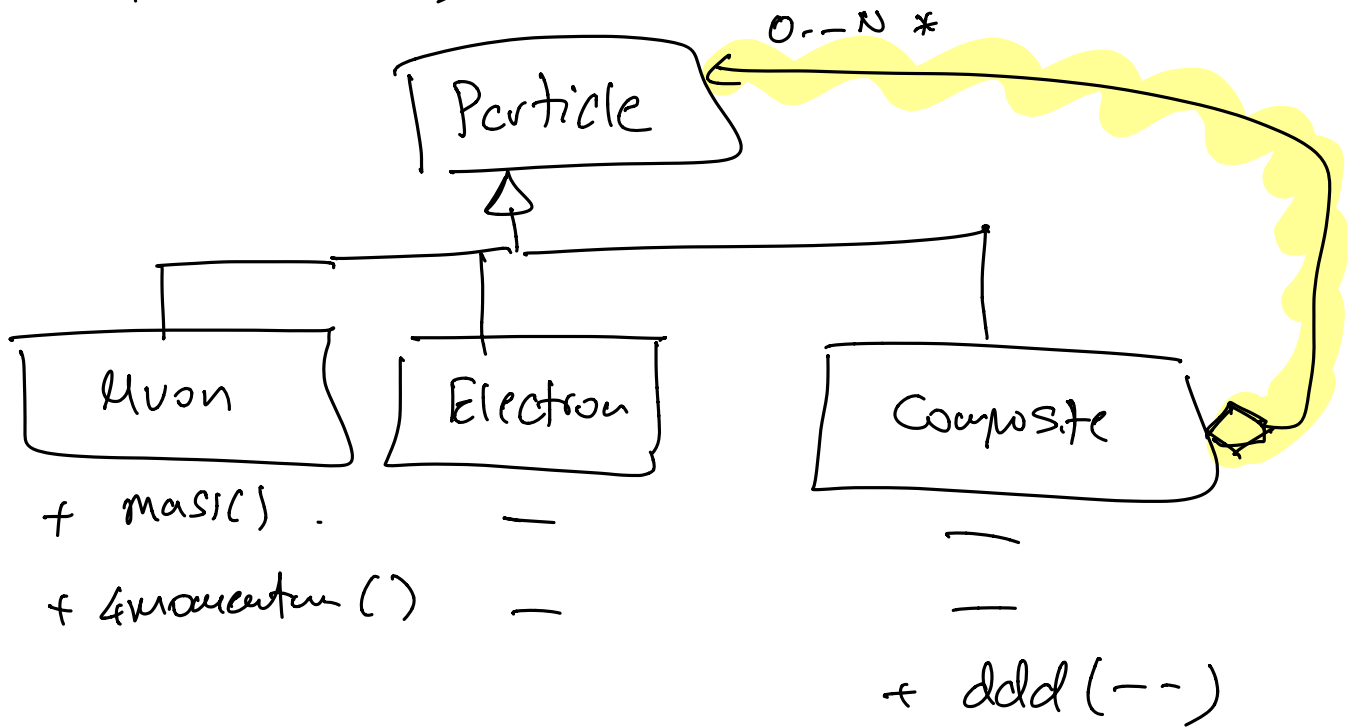 0..-N *
Particle
Muon
Electron
Composite
+ mass() . — —
+ 4momentum() — —
+ add(--)